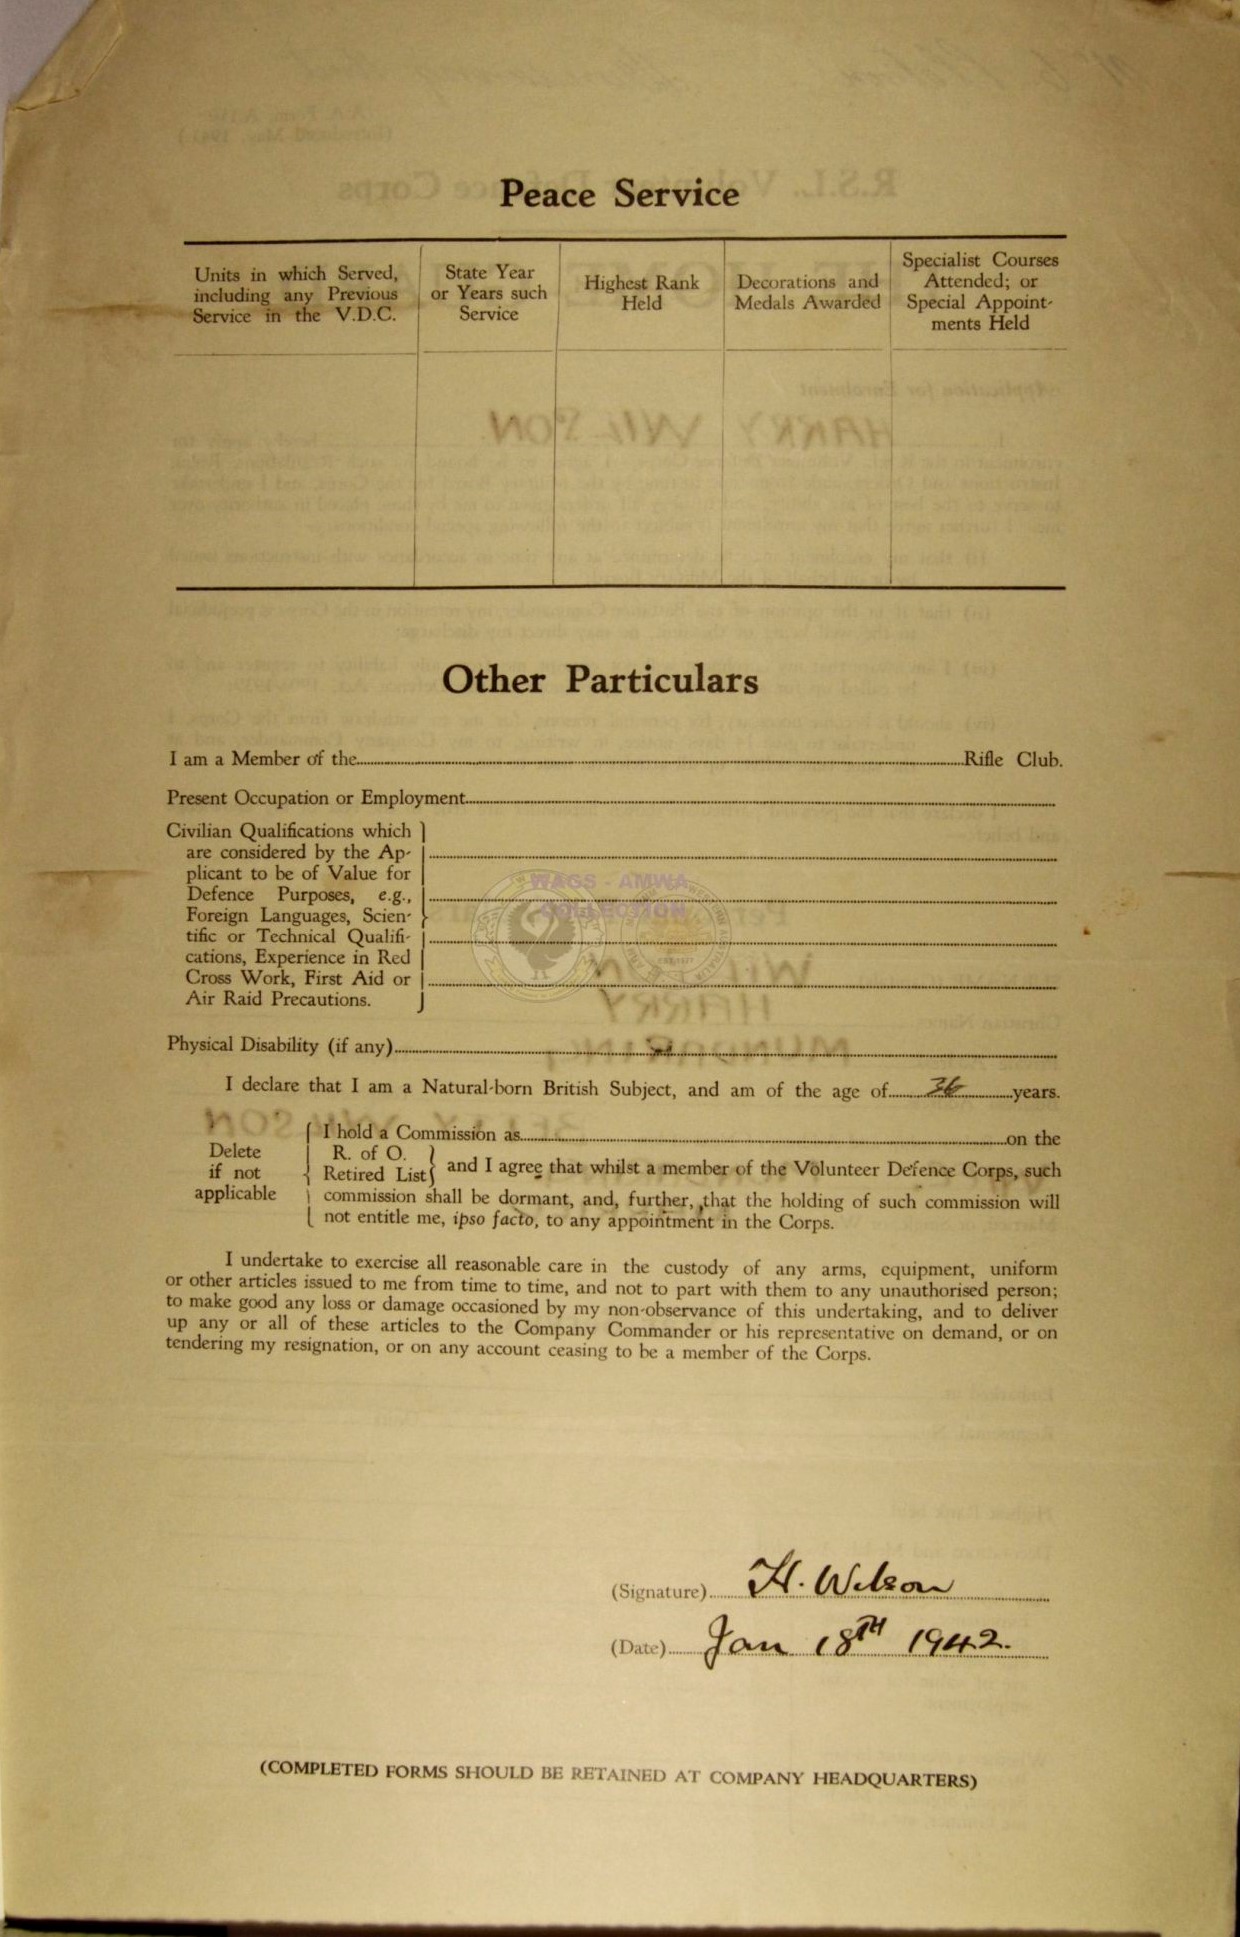 Peace Service
Units in which Served, including any Previous Service in the V.D.C.
State Year or Years such Service
Highest Rank Held
Decorations and Medals Awarded
Specialist Courses Attended; or Special Appoint-ments Held
Other Particulars
I am a Member of the Rifle Club.
Present Occupation or Employment
Civilian Qualifications which
are considered by the Ap-
plicant to be of Value for
Defence Purposes, e.g.,
Foreign Languages, Scien-
tific or Technical Qualifi-
cations, Experience in Red
Cross Work, First Aid or
Air Raid Precautions.
WAGS - AMWA
COLLECTION
Physical Disability (if any)
I declare that I am a Natural-born British Subject, and am of the age of 36 years.
Delete
if not
applicable
I hold a Commission as on the
R. of O.
Retired List
and I agree that whilst a member of the Volunteer Defence Corps, such
commission shall be dormant, and, further, that the holding of such commission will
not entitle me, ipso facto, to any appointment in the Corps.
I undertake to exercise all reasonable care in the custody of any arms, equipment, uniform
or other articles issued to me from time to time, and not to part with them to any unauthorised person;
to make good any loss or damage occasioned by my non-observance of this undertaking, and to deliver
up any or all of these articles to the Company Commander or his representative on demand, or on
tendering my resignation, or on any account ceasing to be a member of the Corps.
(Signature) H. Wilson
(Date) Jan 18TH 1942.
(COMPLETED FORMS SHOULD BE RETAINED AT COMPANY HEADQUARTERS)